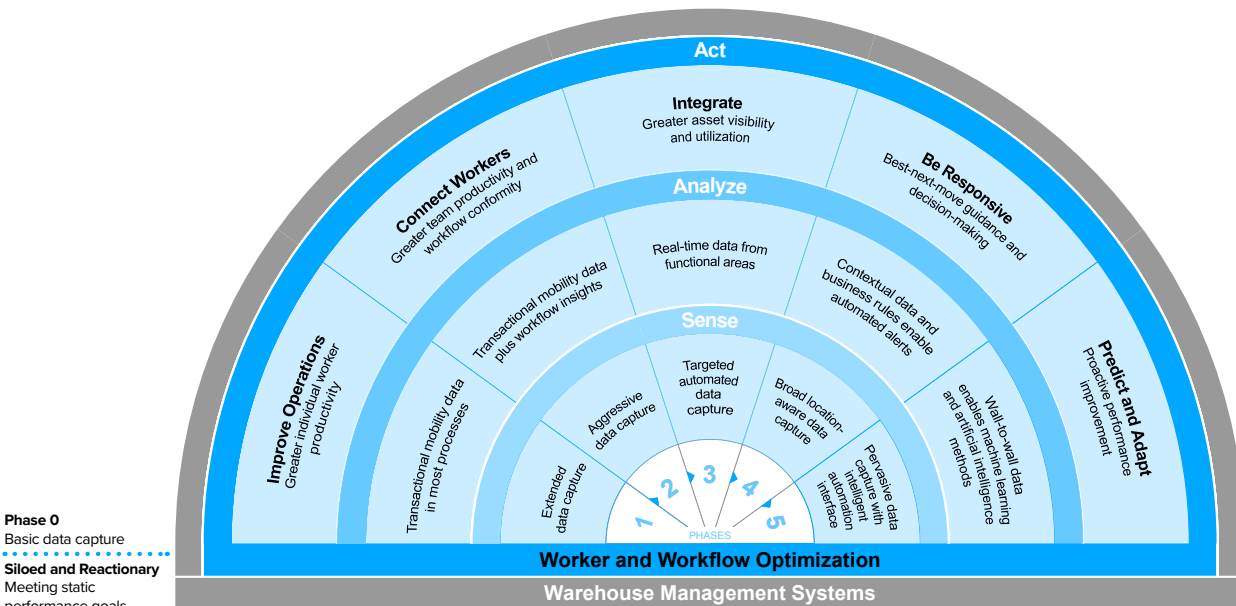 Act
Integrate
Greater asset visibility
and utilization
Connect Workers
Greater team productivity and
workflow conformity
Be Responsive
Best-next-move guidance and
decision-making
Improve Operations
Greater individual worker
productivity
Predict and Adapt
Proactive performance
improvement
Analyze
Transactional mobility data
in most processes
Transactional mobility data
plus workflow insights
Real-time data from
functional areas
Contextual data and
business rules enable
automated alerts
Wall-to-wall data
enables machine learning
and artificial intelligence
methods
Sense
Extended
data capture
Aggressive
data capture
Targeted
automated
data
capture
Broad location-
aware data
capture
Pervasive data
capture with
intelligent
automation
interface
1
2
3
4
5
PHASES
Phase 0
Basic data capture
Siloed and Reactionary
Meeting static
performance goals
Worker and Workflow Optimization
Warehouse Management Systems